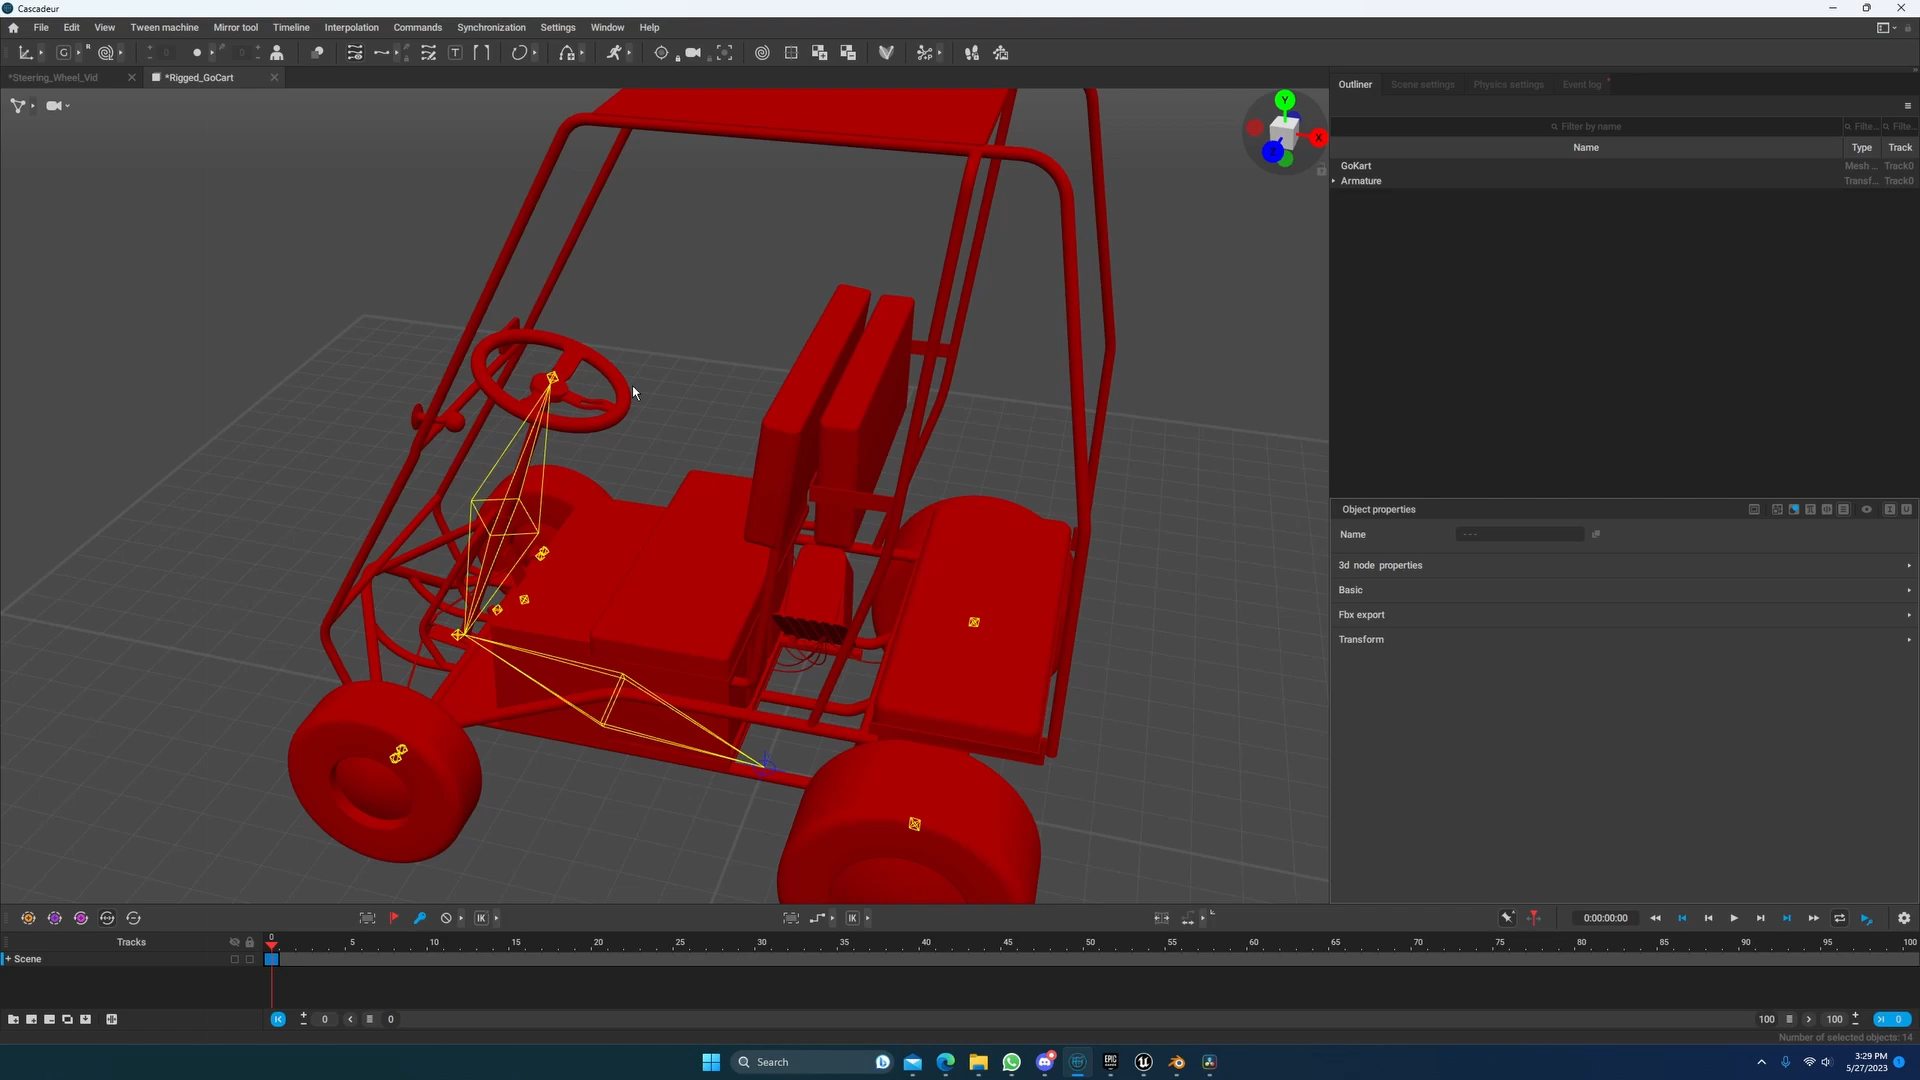 Cascadeur
File Edit View Tween machine Mirror tool Timeline Interpolation Commands Synchronization Settings Window Help
*Steering_Wheel_Vid *Rigged_GoCart
Outliner Scene settings Physics settings Event log
Filter by name Filte... Filte...
Name Type Track
GoKart Mesh ... Track0
Armature Transf... Track0
Y
X
Z
Object properties
Name ---
3d node properties
Basic
Fbx export
Transform
IK IK 0:00:00:00
Tracks 0 5 10 15 20 25 30 35 40 45 50 55 60 65 70 75 80 85 90 95 100
+ Scene
0 0 100 100 0
Number of selected objects: 14
Search
3:29 PM
5/27/2023